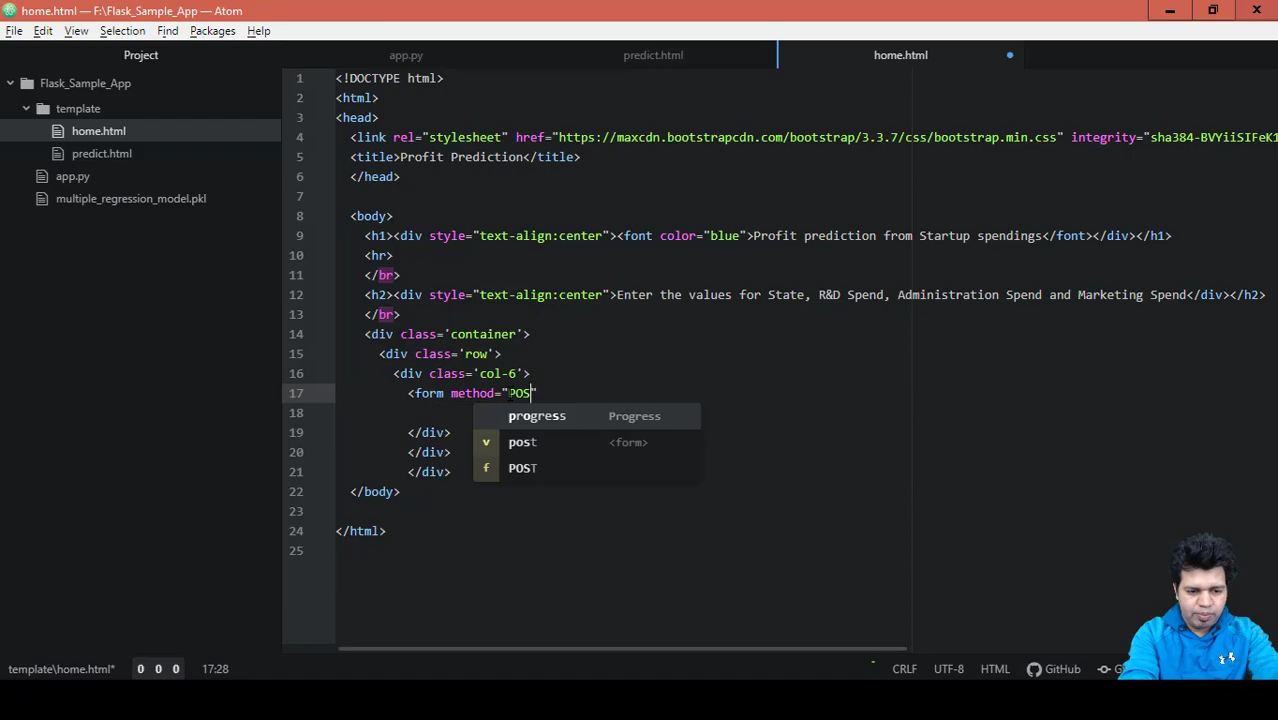 home.html — F:\Flask_Sample_App — Atom
File Edit View Selection Find Packages Help
Project app.py predict.html home.html
Flask_Sample_App
template
home.html
predict.html
app.py
multiple_regression_model.pkl
1 <!DOCTYPE html>
2 <html>
3 <head>
4 <link rel="stylesheet" href="https://maxcdn.bootstrapcdn.com/bootstrap/3.3.7/css/bootstrap.min.css" integrity="sha384-BVYiiSIFeK1
5 <title>Profit Prediction</title>
6 </head>
7
8 <body>
9 <h1><div style="text-align:center"><font color="blue">Profit prediction from Startup spendings</font></div></h1>
10 <hr>
11 </br>
12 <h2><div style="text-align:center">Enter the values for State, R&D Spend, Administration Spend and Marketing Spend</div></h2>
13 </br>
14 <div class='container'>
15 <div class='row'>
16 <div class='col-6'>
17 <form method="POS"
progress Progress
18
v post <form>
19 </div>
20 </div>
f POST
21 </div>
22 </body>
23
24 </html>
25
template\home.html* 0 0 0 17:28 CRLF UTF-8 HTML GitHub